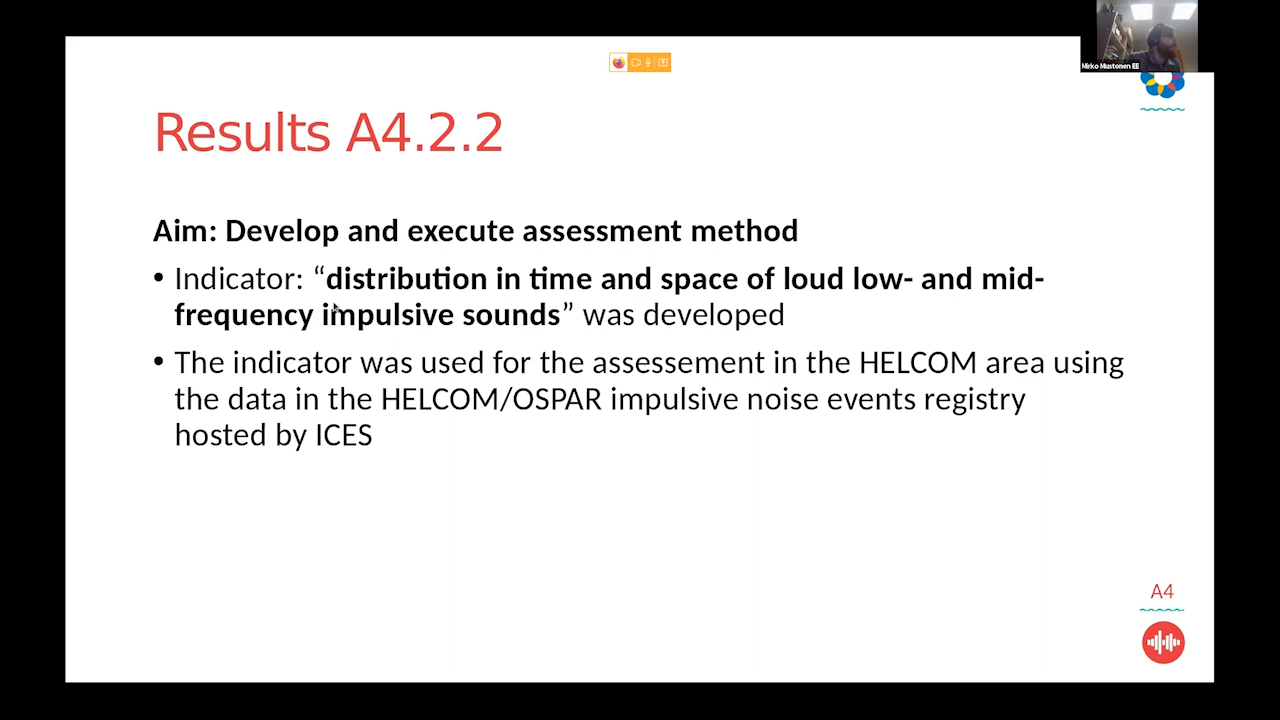 Mirko Mustonen EE
Results A4.2.2
Aim: Develop and execute assessment method
• Indicator: “distribution in time and space of loud low- and mid-
frequency impulsive sounds” was developed
• The indicator was used for the assessement in the HELCOM area using
the data in the HELCOM/OSPAR impulsive noise events registry
hosted by ICES
A4